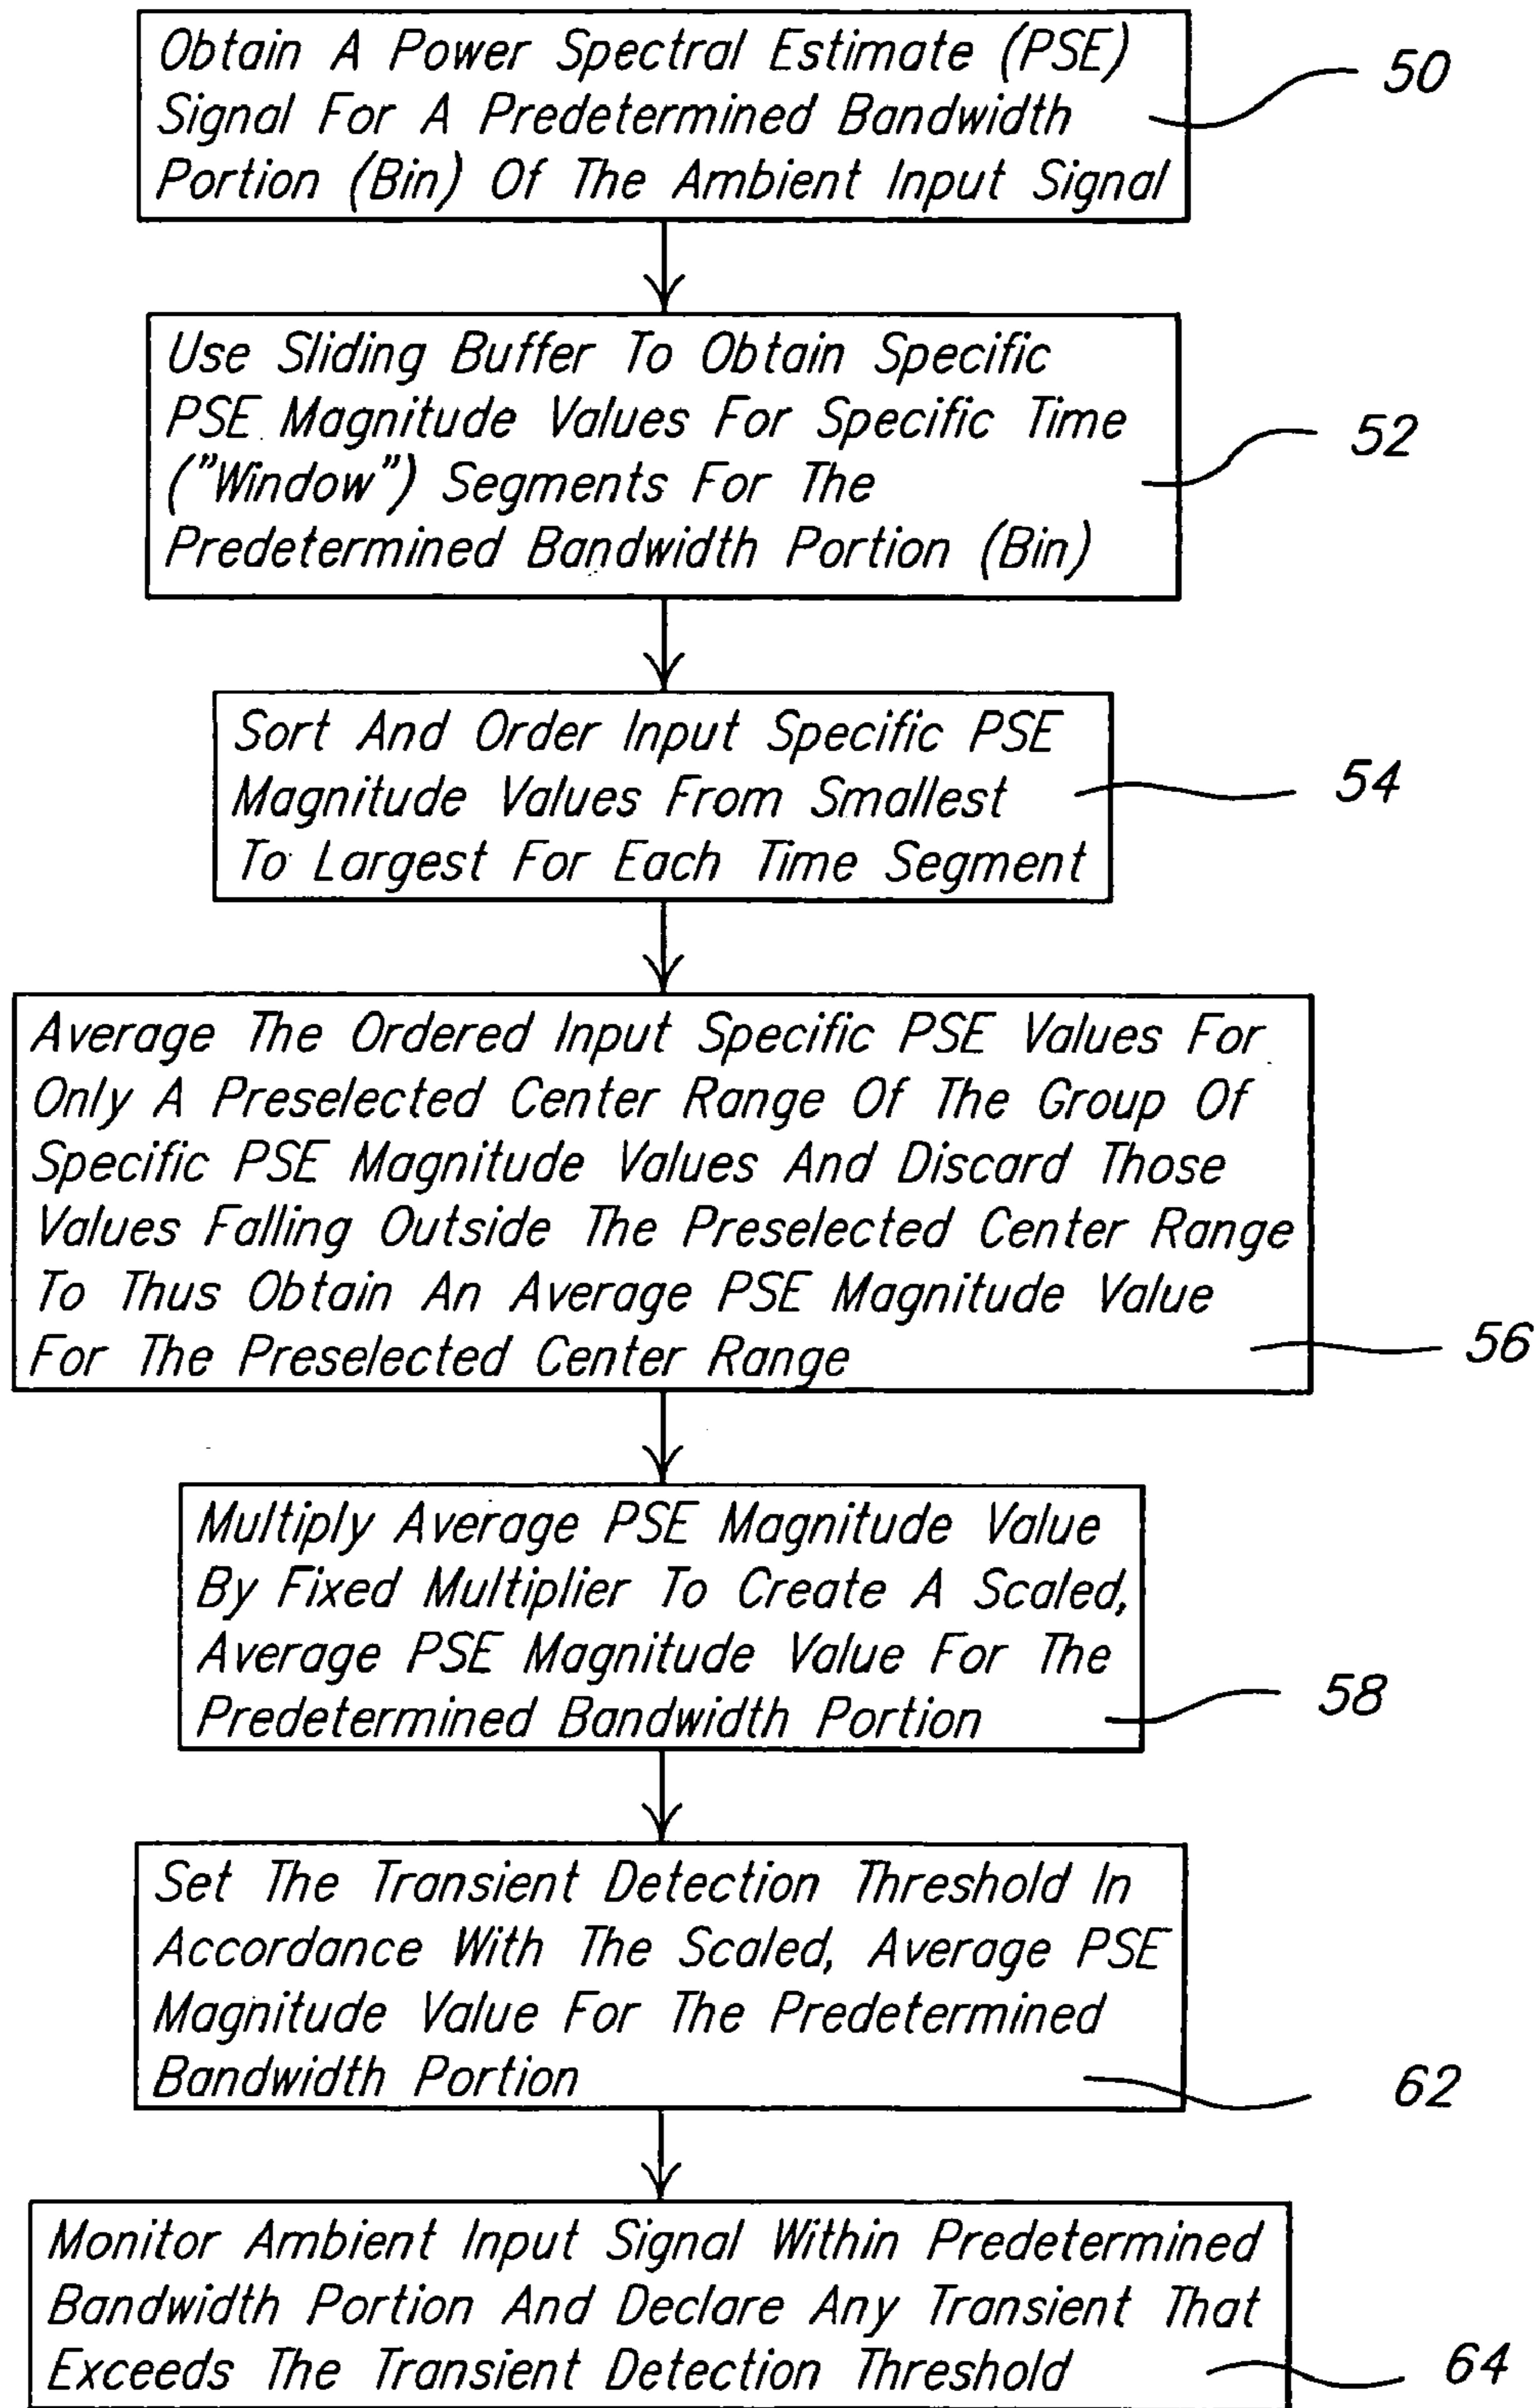 Obtain A Power Spectral Estimate (PSE)
Signal For A Predetermined Bandwidth
Portion (Bin) Of The Ambient Input Signal
50
Use Sliding Buffer To Obtain Specific
PSE Magnitude Values For Specific Time
("Window") Segments For The
Predetermined Bandwidth Portion (Bin)
52
Sort And Order Input Specific PSE
Magnitude Values From Smallest
To Largest For Each Time Segment
54
Average The Ordered Input Specific PSE Values For
Only A Preselected Center Range Of The Group Of
Specific PSE Magnitude Values And Discard Those
Values Falling Outside The Preselected Center Range
To Thus Obtain An Average PSE Magnitude Value
For The Preselected Center Range
56
Multiply Average PSE Magnitude Value
By Fixed Multiplier To Create A Scaled,
Average PSE Magnitude Value For The
Predetermined Bandwidth Portion
58
Set The Transient Detection Threshold In
Accordance With The Scaled, Average PSE
Magnitude Value For The Predetermined
Bandwidth Portion
62
Monitor Ambient Input Signal Within Predetermined
Bandwidth Portion And Declare Any Transient That
Exceeds The Transient Detection Threshold
64